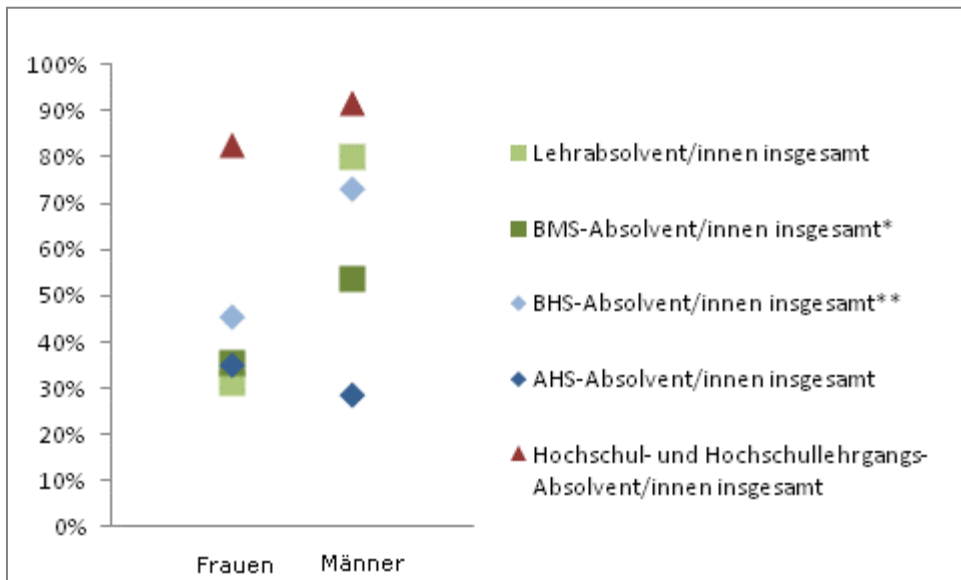 100%
90%
80%
70%
60%
50%
40%
30%
20%
10%
0%
Frauen Männer
Lehrabsolvent/innen insgesamt
BMS-Absolvent/innen insgesamt*
BHS-Absolvent/innen insgesamt**
AHS-Absolvent/innen insgesamt
Hochschul- und Hochschullehrgangs-
Absolvent/innen insgesamt